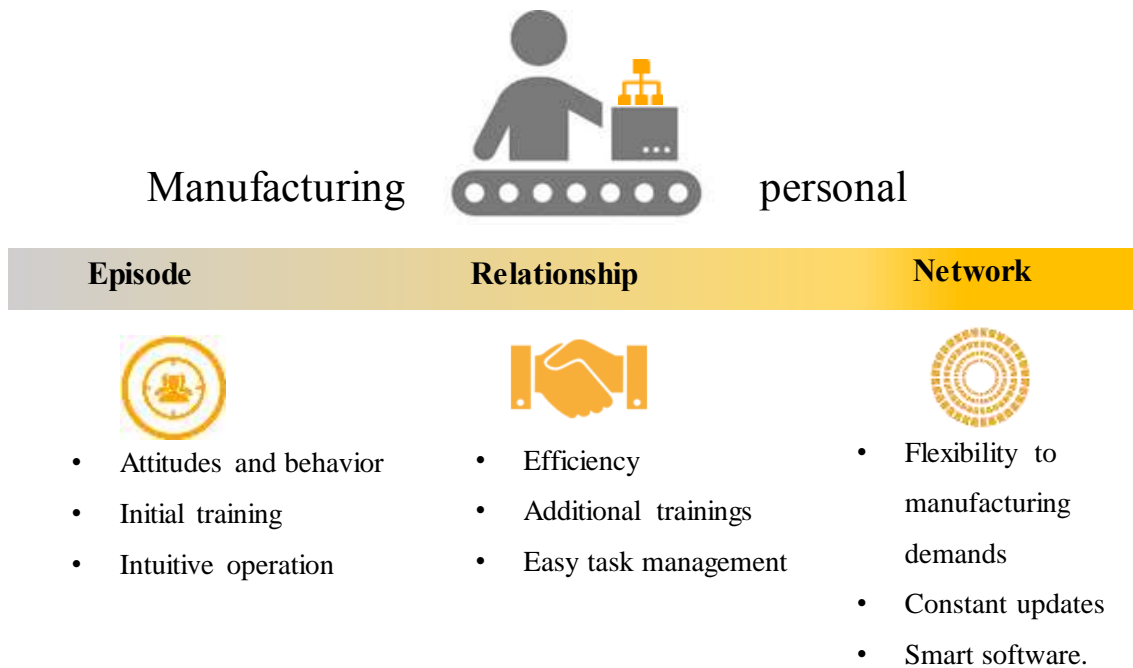 Manufacturing personal
Episode Relationship Network
• Attitudes and behavior
• Initial training
• Intuitive operation
• Efficiency
• Additional trainings
• Easy task management
• Flexibility to
manufacturing
demands
• Constant updates
• Smart software.